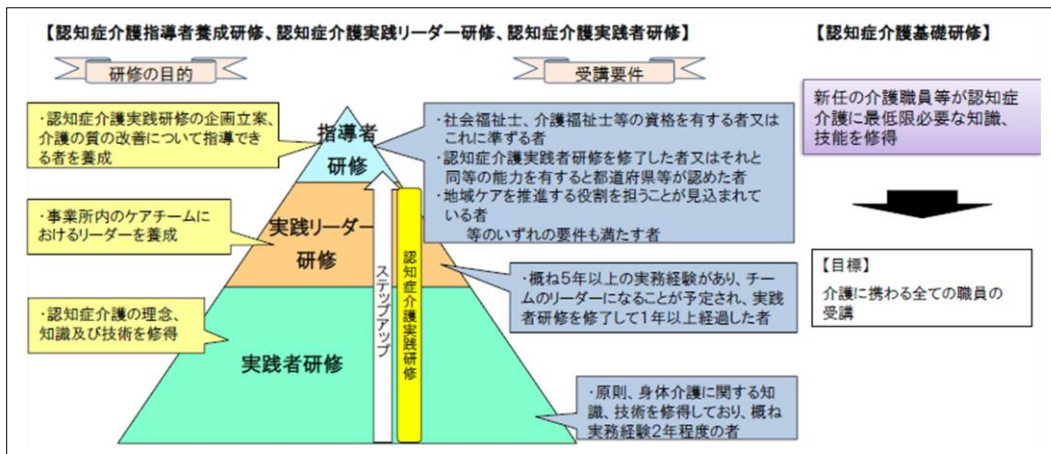 【認知症介護指導者養成研修、認知症介護実践リーダー研修、認知症介護実践者研修】
研修の目的
受講要件
・認知症介護実践研修の企画立案、
介護の質の改善について指導でき
る者を養成
・事業所内のケアチームに
おけるリーダーを養成
・認知症介護の理念、
知識及び技術を修得
指導者
研修
実践リーダー
研修
実践者研修
ステップアップ
認知症介護実践研修
・社会福祉士、介護福祉士等の資格を有する者又は
これに準ずる者
・認知症介護実践者研修を修了した者又はそれと
同等の能力を有すると都道府県等が認めた者
・地域ケアを推進する役割を担うことが見込まれて
いる者
等のいずれの要件も満たす者
・概ね5年以上の実務経験があり、チー
ムのリーダーになることが予定され、実践
者研修を修了して1年以上経過した者
・原則、身体介護に関する知
識、技術を修得しており、概ね
実務経験2年程度の者
【認知症介護基礎研修】
新任の介護職員等が認知症
介護に最低限必要な知識、
技能を修得
【目標】
介護に携わる全ての職員の
受講